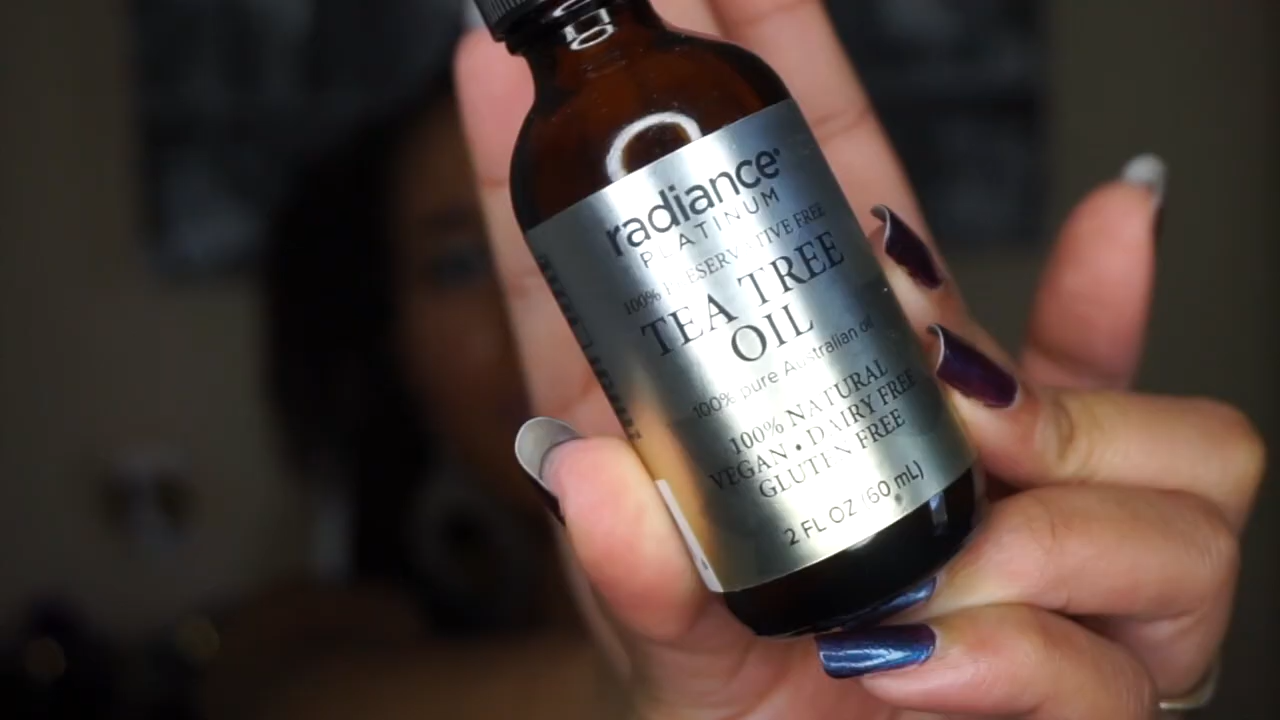 radiance®
PLATINUM
100% PRESERVATIVE FREE
TEA TREE
OIL
100% pure Australian oil
100% NATURAL
VEGAN • DAIRY FREE
GLUTEN FREE
2 FL OZ (60 mL)